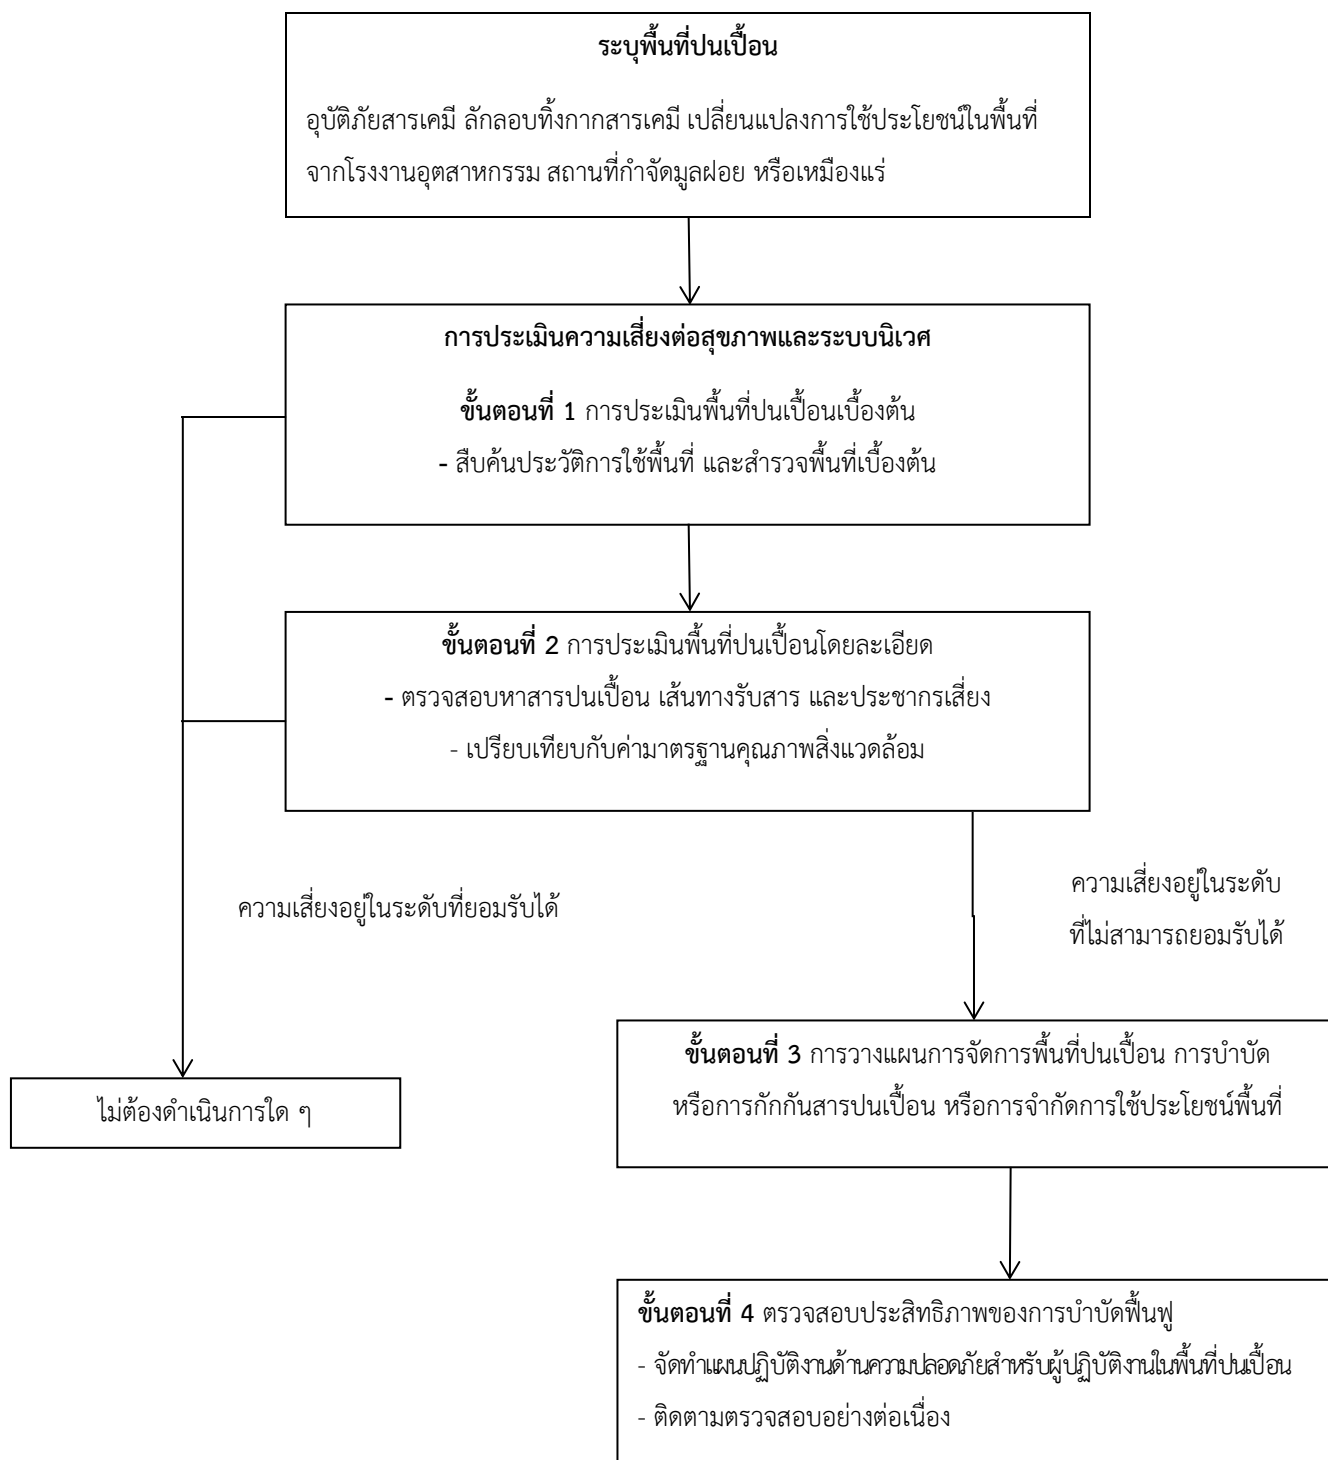 ระบุพื้นที่ปนเปื้อน
อุบัติภัยสารเคมี ลักลอบทิ้งกากสารเคมี เปลี่ยนแปลงการใช้ประโยชน์ในพื้นที่
จากโรงงานอุตสาหกรรม สถานที่กำจัดมูลฝอย หรือเหมืองแร่
การประเมินความเสี่ยงต่อสุขภาพและระบบนิเวศ
ขั้นตอนที่ 1 การประเมินพื้นที่ปนเปื้อนเบื้องต้น
- สืบค้นประวัติการใช้พื้นที่ และสำรวจพื้นที่เบื้องต้น
ขั้นตอนที่ 2 การประเมินพื้นที่ปนเปื้อนโดยละเอียด
- ตรวจสอบหาสารปนเปื้อน เส้นทางรับสาร และประชากรเสี่ยง
- เปรียบเทียบกับค่ามาตรฐานคุณภาพสิ่งแวดล้อม
ความเสี่ยงอยู่ในระดับที่ยอมรับได้
ความเสี่ยงอยู่ในระดับ
ที่ไม่สามารถยอมรับได้
ไม่ต้องดำเนินการใด ๆ
ขั้นตอนที่ 3 การวางแผนการจัดการพื้นที่ปนเปื้อน การบำบัด
หรือการกักกันสารปนเปื้อน หรือการจำกัดการใช้ประโยชน์พื้นที่
ขั้นตอนที่ 4 ตรวจสอบประสิทธิภาพของการบำบัดฟื้นฟู
- จัดทำแผนปฏิบัติงานด้านความปลอดภัยสำหรับผู้ปฏิบัติงานในพื้นที่ปนเปื้อน
- ติดตามตรวจสอบอย่างต่อเนื่อง